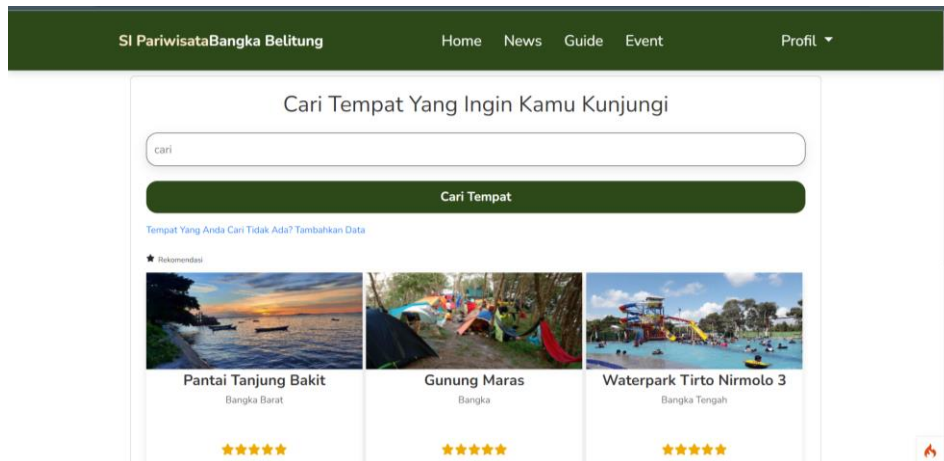 SI PariwisataBangka Belitung Home News Guide Event Profil
Cari Tempat Yang Ingin Kamu Kunjungi
cari
Cari Tempat
Tempat Yang Anda Cari Tidak Ada? Tambahkan Data
Rekomendasi
Pantai Tanjung Bakit
Bangka Barat
Gunung Maras
Bangka
Waterpark Tirto Nirmolo 3
Bangka Tengah